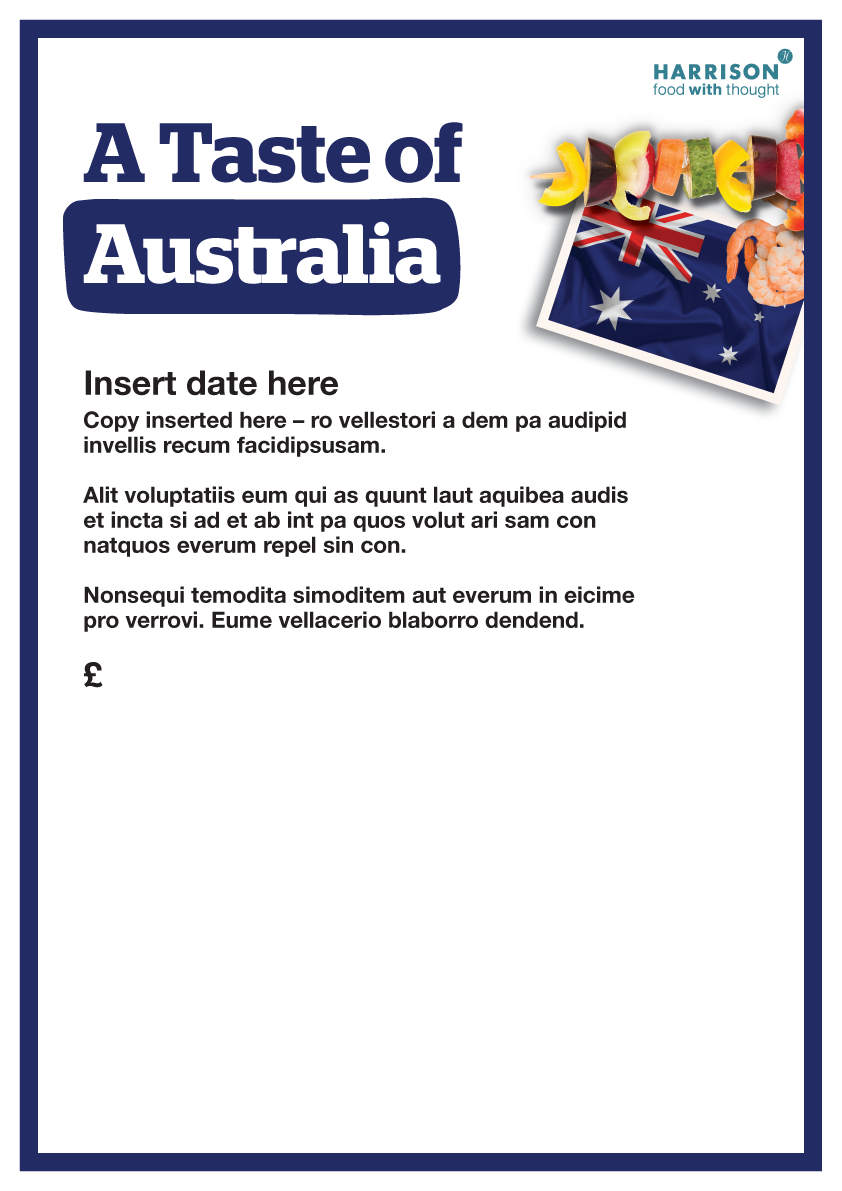 HARRISON
food with thought
A Taste of
Australia
Insert date here
Copy inserted here – ro vellestori a dem pa audipid
invellis recum facidipsusam.
Alit voluptatiis eum qui as quunt laut aquibea audis
et incta si ad et ab int pa quos volut ari sam con
natquos everum repel sin con.
Nonsequi temodita simoditem aut everum in eicime
pro verrovi. Eume vellacerio blaborro dendend.
£